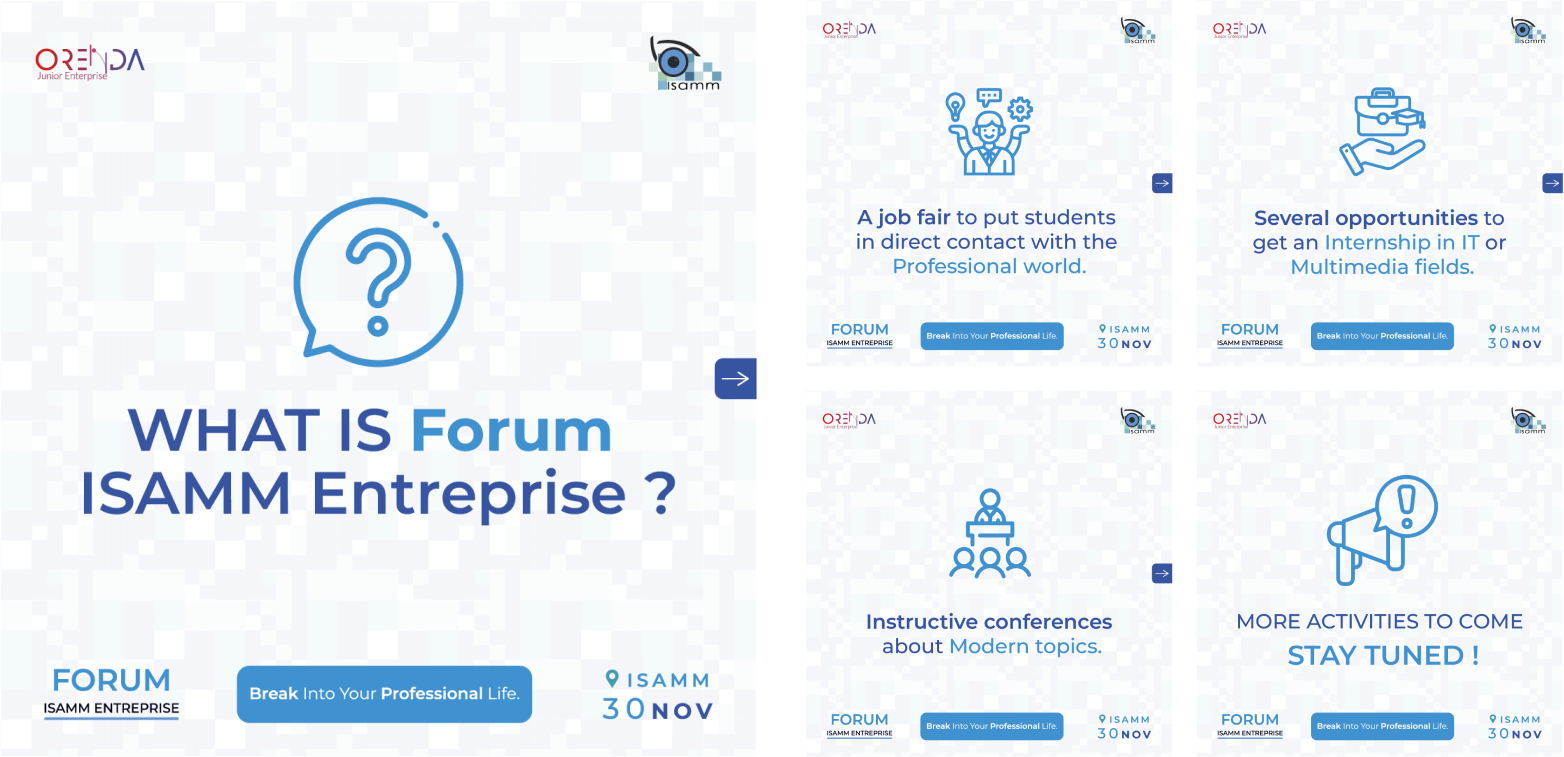 ORENDA
Junior Enterprise
isamm
WHAT IS Forum
ISAMM Entreprise ?
FORUM
ISAMM ENTREPRISE
Break Into Your Professional Life.
ISAMM
30 NOV
ORENDA
Junior Enterprise
isamm
A job fair to put students
in direct contact with the
Professional world.
FORUM
ISAMM ENTREPRISE
Break Into Your Professional Life.
ISAMM
30 NOV
ORENDA
Junior Enterprise
isamm
Several opportunities to
get an Internship in IT or
Multimedia fields.
FORUM
ISAMM ENTREPRISE
Break Into Your Professional Life.
ISAMM
30 NOV
ORENDA
Junior Enterprise
isamm
Instructive conferences
about Modern topics.
FORUM
ISAMM ENTREPRISE
Break Into Your Professional Life.
ISAMM
30 NOV
ORENDA
Junior Enterprise
isamm
MORE ACTIVITIES TO COME
STAY TUNED !
FORUM
ISAMM ENTREPRISE
Break Into Your Professional Life.
ISAMM
30 NOV